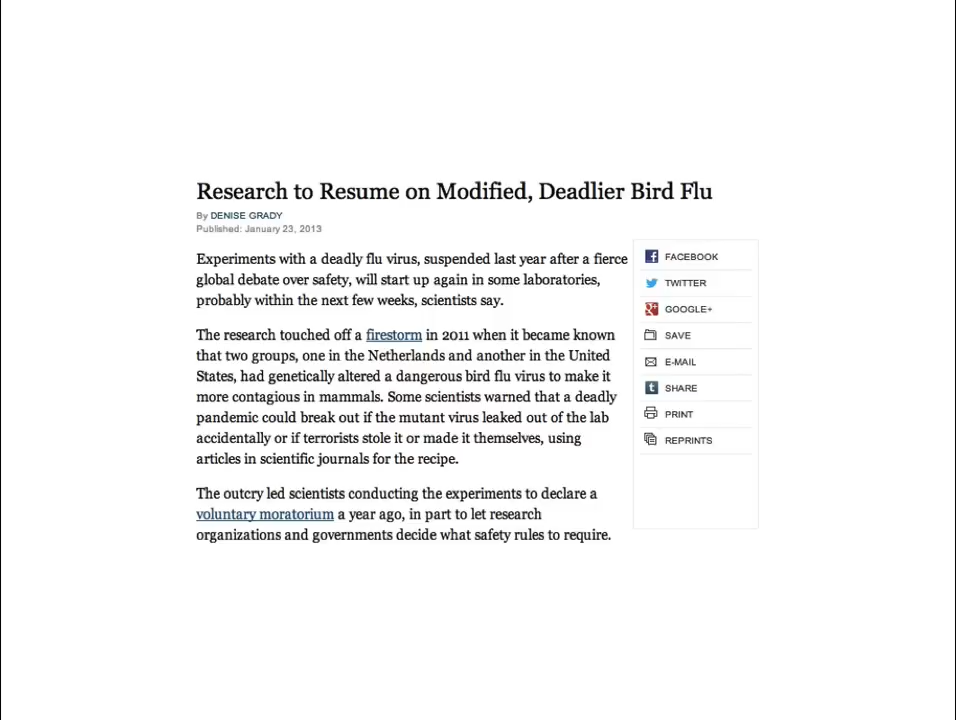 Research to Resume on Modified, Deadlier Bird Flu
By DENISE GRADY
Published: January 23, 2013
Experiments with a deadly flu virus, suspended last year after a fierce
global debate over safety, will start up again in some laboratories,
probably within the next few weeks, scientists say.
The research touched off a firestorm in 2011 when it became known
that two groups, one in the Netherlands and another in the United
States, had genetically altered a dangerous bird flu virus to make it
more contagious in mammals. Some scientists warned that a deadly
pandemic could break out if the mutant virus leaked out of the lab
accidentally or if terrorists stole it or made it themselves, using
articles in scientific journals for the recipe.
The outcry led scientists conducting the experiments to declare a
voluntary moratorium a year ago, in part to let research
organizations and governments decide what safety rules to require.
FACEBOOK
TWITTER
GOOGLE+
SAVE
E-MAIL
SHARE
PRINT
REPRINTS